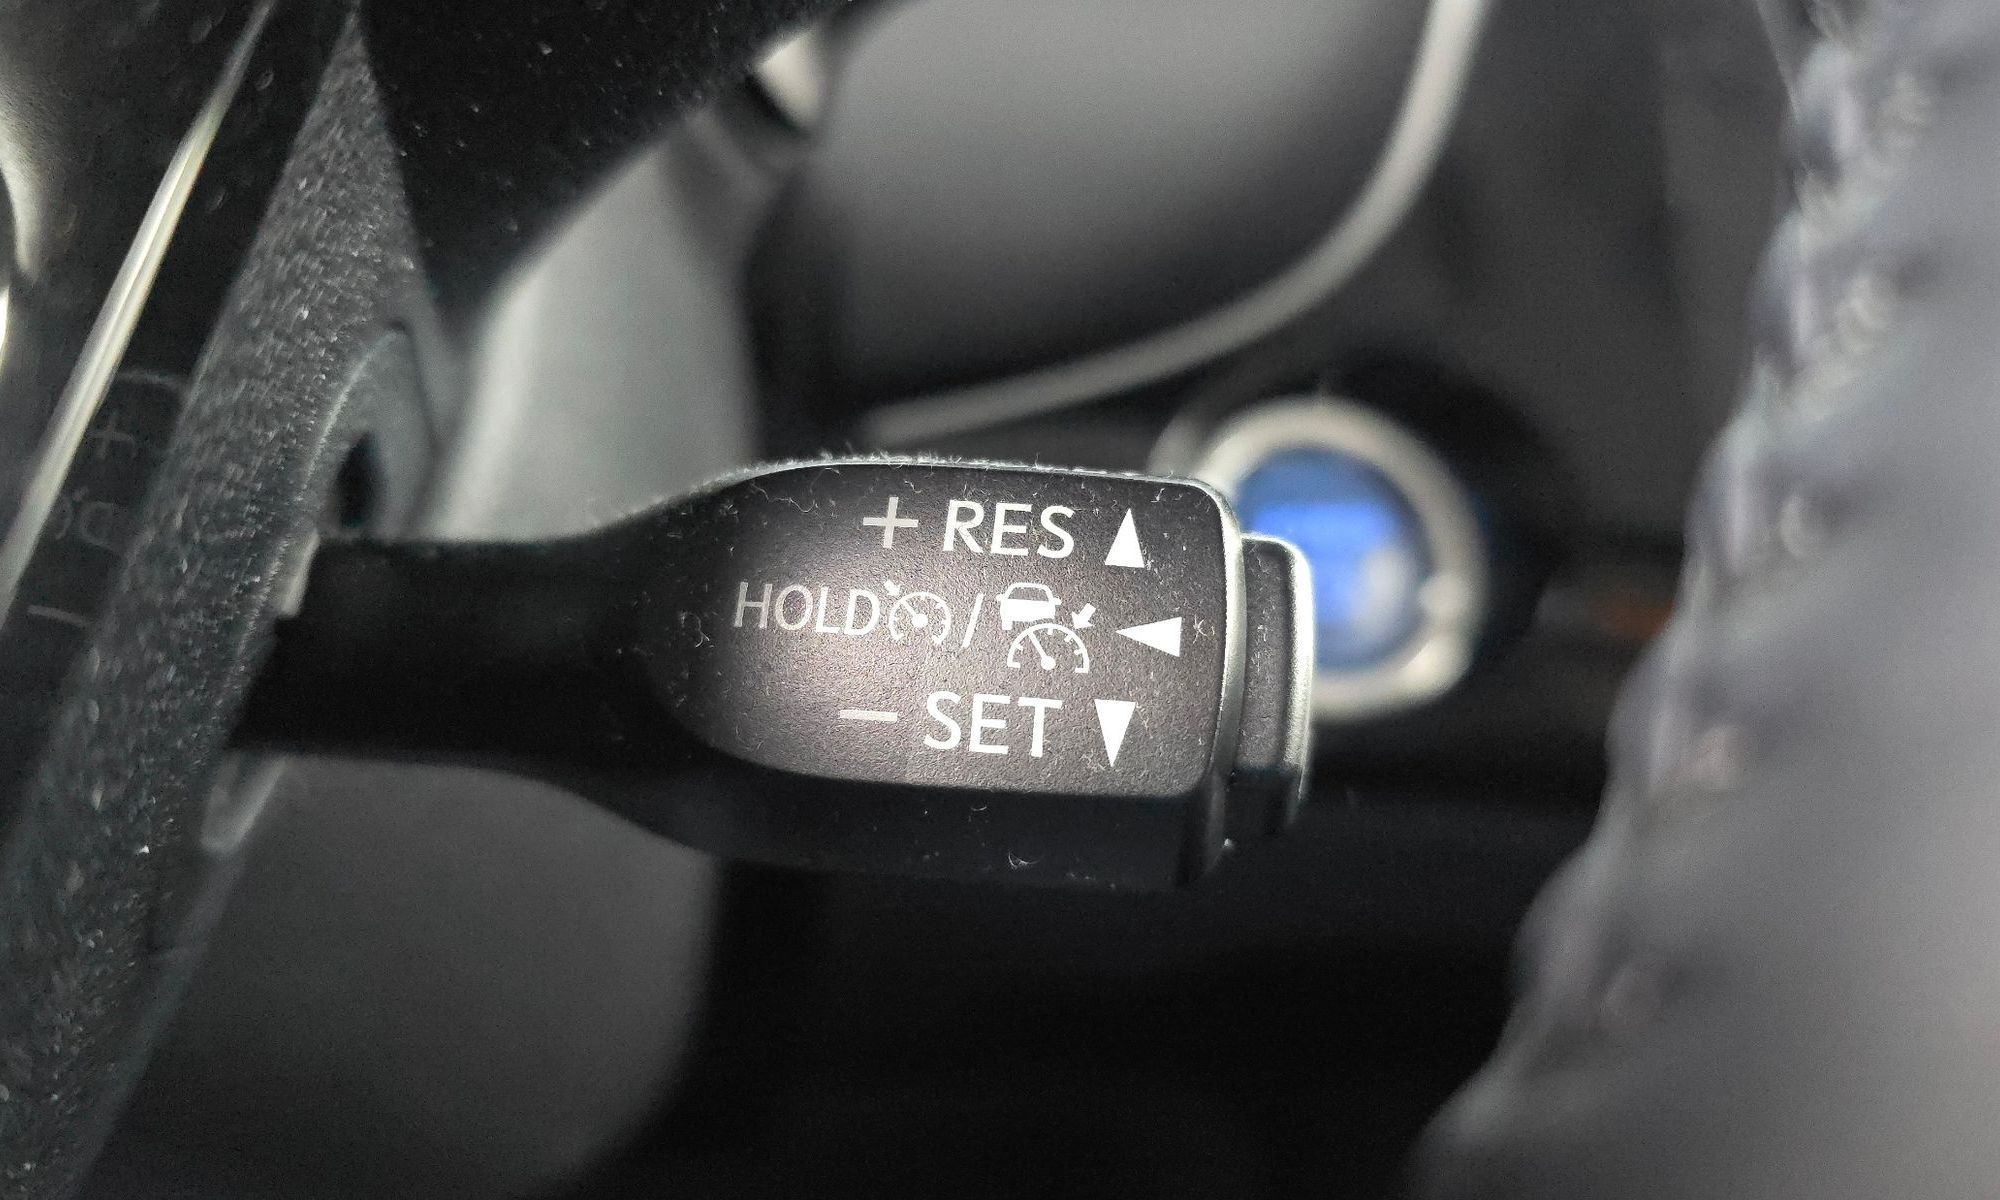 + RES ▲
HOLD / ◀
− SET ▼